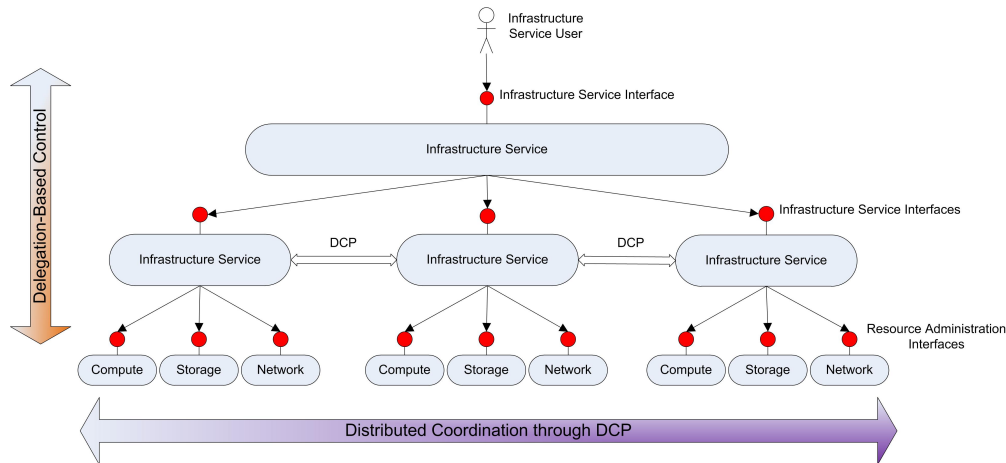 Infrastructure
Service User
Infrastructure Service Interface
Delegation-Based Control
Infrastructure Service
Infrastructure Service Interfaces
DCP
DCP
Infrastructure Service
Infrastructure Service
Infrastructure Service
Resource Administration
Interfaces
Compute
Storage
Network
Compute
Storage
Network
Compute
Storage
Network
Distributed Coordination through DCP